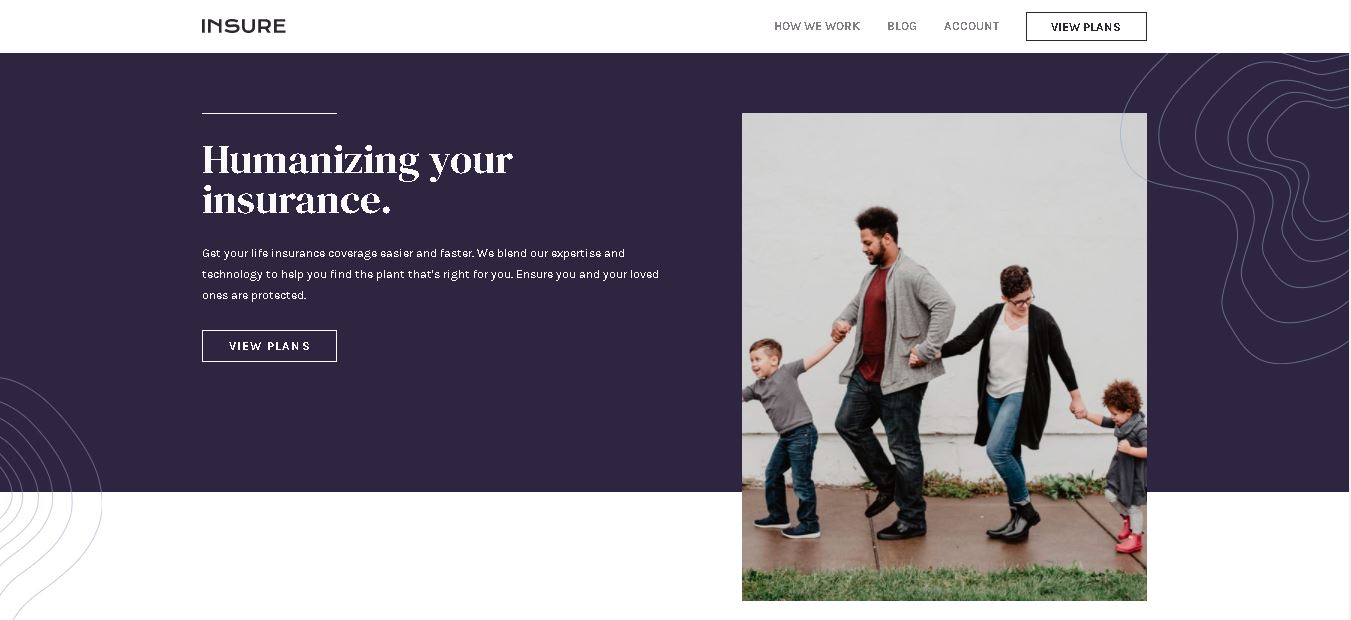 INSURE
HOW WE WORK
BLOG
ACCOUNT
VIEW PLANS
Humanizing your
insurance.
Get your life insurance coverage easier and faster. We blend our expertise and
technology to help you find the plant that's right for you. Ensure you and your loved
ones are protected.
VIEW PLANS